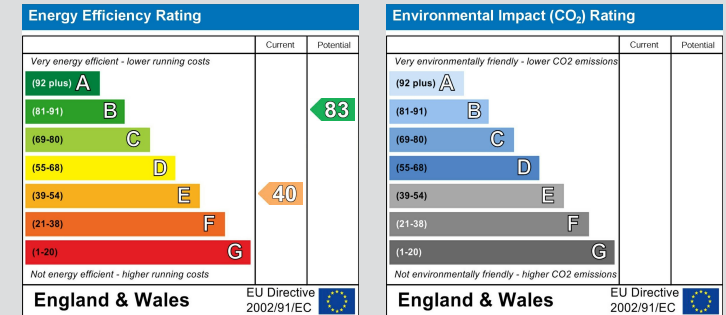 Energy Efficiency Rating
Current Potential
Very energy efficient - lower running costs
(92 plus) A
(81-91) B
83
(69-80) C
(55-68) D
(39-54) E
40
(21-38) F
(1-20) G
Not energy efficient - higher running costs
England & Wales
EU Directive
2002/91/EC
Environmental Impact (CO₂) Rating
Current Potential
Very environmentally friendly - lower CO2 emissions
(92 plus) A
(81-91) B
(69-80) C
(55-68) D
(39-54) E
(21-38) F
(1-20) G
Not environmentally friendly - higher CO2 emissions
England & Wales
EU Directive
2002/91/EC